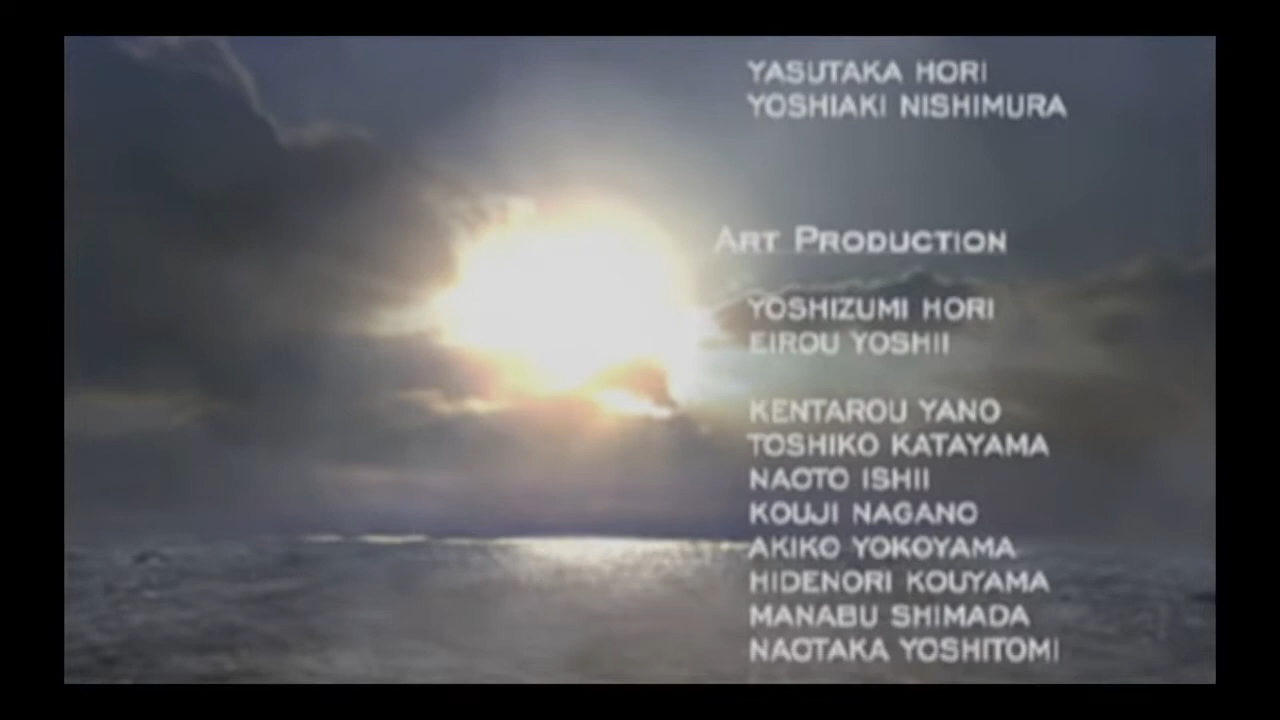 YASUTAKA HORI
YOSHIAKI NISHIMURA
ART PRODUCTION
YOSHIZUMI HORI
EIROU YOSHII
KENTAROU YANO
TOSHIKO KATAYAMA
NAOTO ISHII
KOUJI NAGANO
AKIKO YOKOYAMA
HIDENORI KOUYAMA
MANABU SHIMADA
NAOTAKA YOSHITOMI